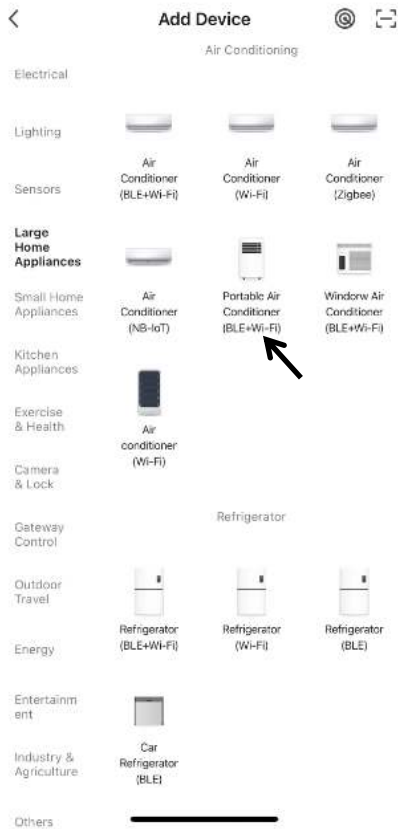 Add Device
Air Conditioning
Electrical
Lighting
Sensors
Large
Home
Appliances
Small Home
Appliances
Kitchen
Appliances
Exercise
& Health
Camera
& Lock
Gateway
Control
Outdoor
Travel
Energy
Entertainm
ent
Industry &
Agriculture
Others
Air
Conditioner
(BLE+Wi-Fi)
Air
Conditioner
(Wi-Fi)
Air
Conditioner
(Zigbee)
Air
Conditioner
(NB-IoT)
Portable Air
Conditioner
(BLE+Wi-Fi)
Window Air
Conditioner
(BLE+Wi-Fi)
Air
conditioner
(Wi-Fi)
Refrigerator
Refrigerator
(BLE+Wi-Fi)
Refrigerator
(Wi-Fi)
Refrigerator
(BLE)
Car
Refrigerator
(BLE)